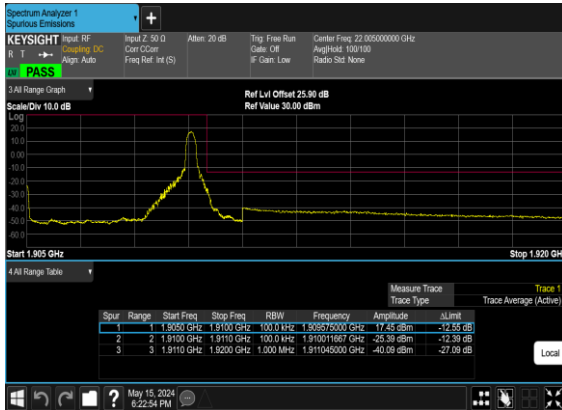 Spectrum Analyzer 1
Spurious Emissions
KEYSIGHT Input: RF Input Z: 50 Ω Atten: 20 dB Trig: Free Run Center Freq: 22.005000000 GHz
R T Coupling: DC Corr CCorr Gate: Off Avg|Hold: 100/100
Align: Auto Freq Ref: Int (S) IF Gain: Low Radio Std: None
LXI PASS
3 All Range Graph
Ref Lvl Offset 25.90 dB
Scale/Div 10.0 dB Ref Value 30.00 dBm
Log
20.0
10.0
0.00
-10.0
-20.0
-30.0
-40.0
-50.0
-60.0
Start 1.905 GHz Stop 1.920 GH
4 All Range Table
Measure Trace Trace 1
Trace Type Trace Average (Active)
Spur Range Start Freq Stop Freq RBW Frequency Amplitude ΔLimit
1 1 1.9050 GHz 1.9100 GHz 100.0 kHz 1.909575000 GHz 17.45 dBm -12.55 dB
2 2 1.9100 GHz 1.9110 GHz 100.0 kHz 1.910011667 GHz -25.39 dBm -12.39 dB
3 3 1.9110 GHz 1.9200 GHz 1.000 MHz 1.911045000 GHz -40.09 dBm -27.09 dB
Local
? May 15, 2024
6:22:54 PM